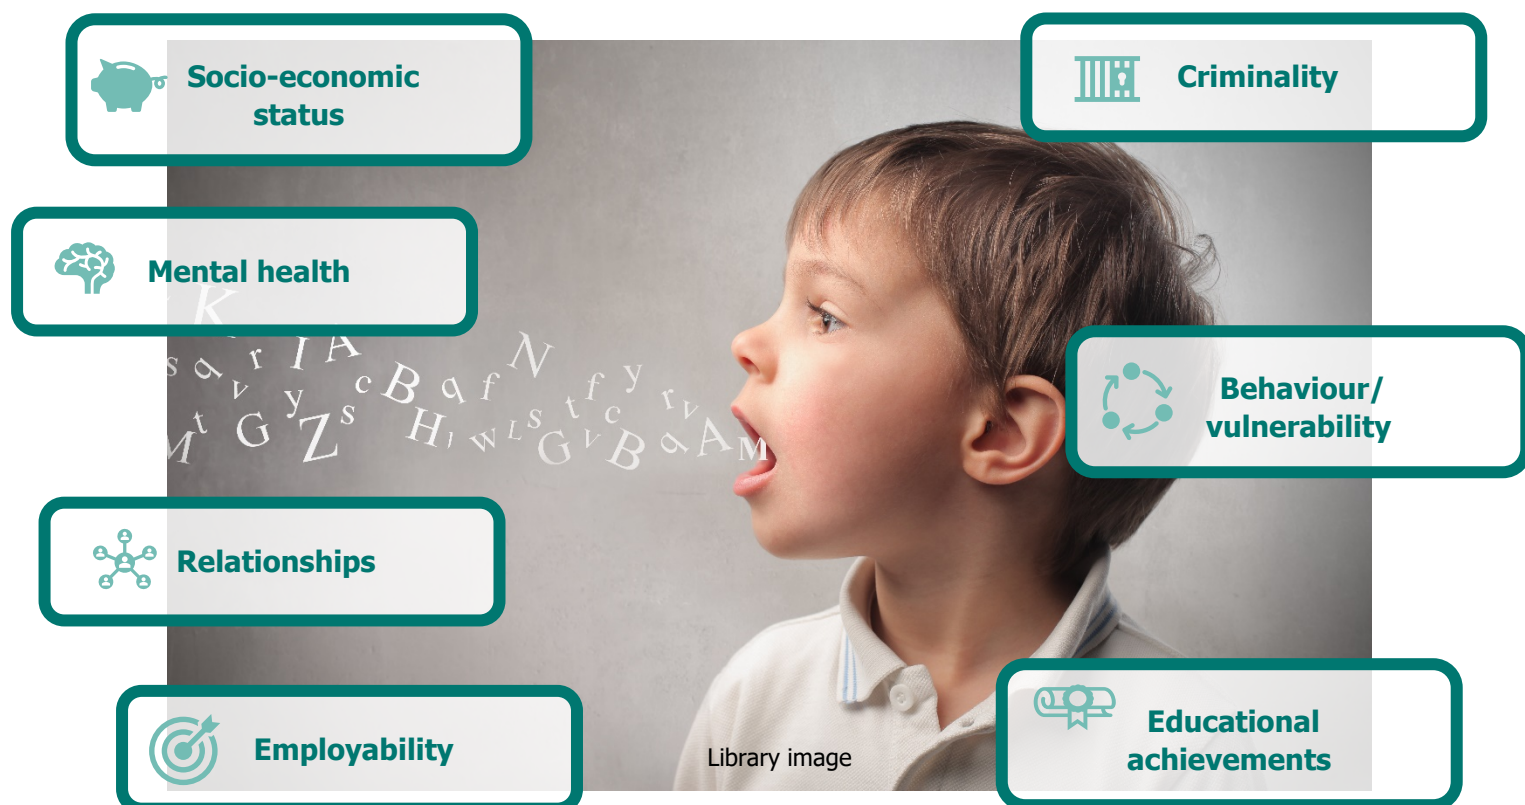 Socio-economic
status
Criminality
Mental health
K
s q v r I A
y c B q f N
t f y r v
M t G Z s H J w L s G v c B q A M
Behaviour/
vulnerability
Relationships
Employability
Library image
Educational
achievements